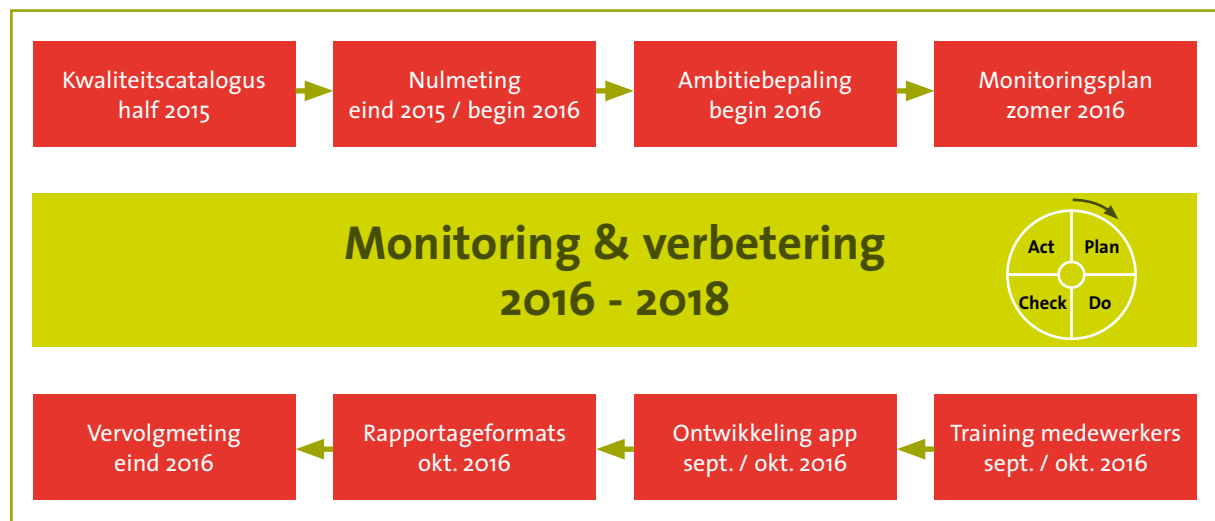 Kwaliteitscatalogus
half 2015
Nulmeting
eind 2015 / begin 2016
Ambitiebepaling
begin 2016
Monitoringsplan
zomer 2016
Monitoring & verbetering
2016 - 2018
Act
Plan
Check
Do
Vervolgmeting
eind 2016
Rapportageformats
okt. 2016
Ontwikkeling app
sept. / okt. 2016
Training medewerkers
sept. / okt. 2016